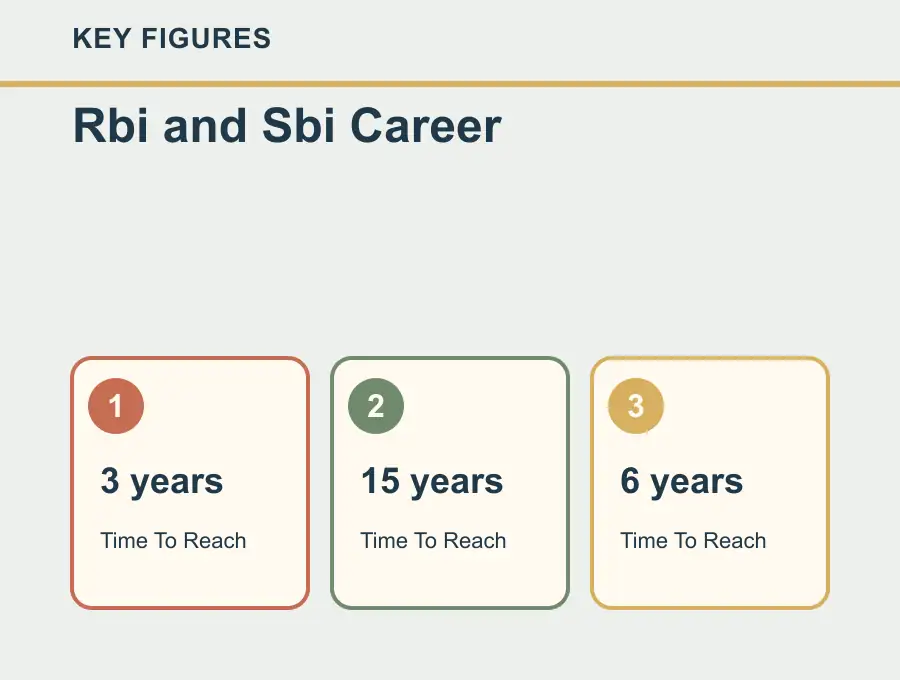 KEY FIGURES
Rbi and Sbi Career
1
3 years
Time To Reach
2
15 years
Time To Reach
3
6 years
Time To Reach